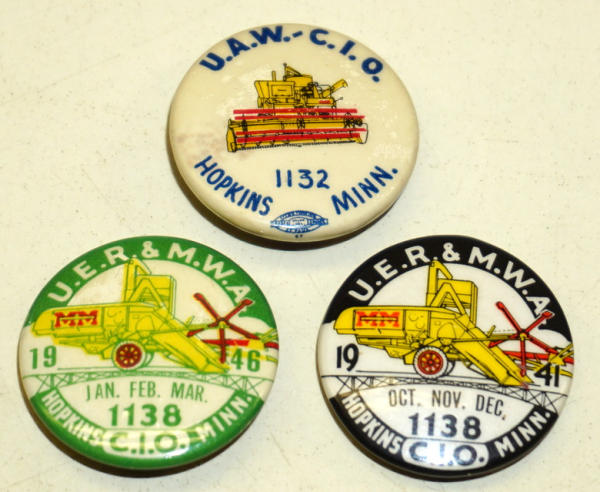 U.A.W.-C.I.O.
1132
HOPKINS MINN.
U.E.R.&M.W.A.
MM
19 46
JAN. FEB. MAR.
1138
HOPKINS C.I.O. MINN.
U.E.R.&M.W.A.
MM
19 41
OCT. NOV. DEC.
1138
HOPKINS C.I.O. MINN.